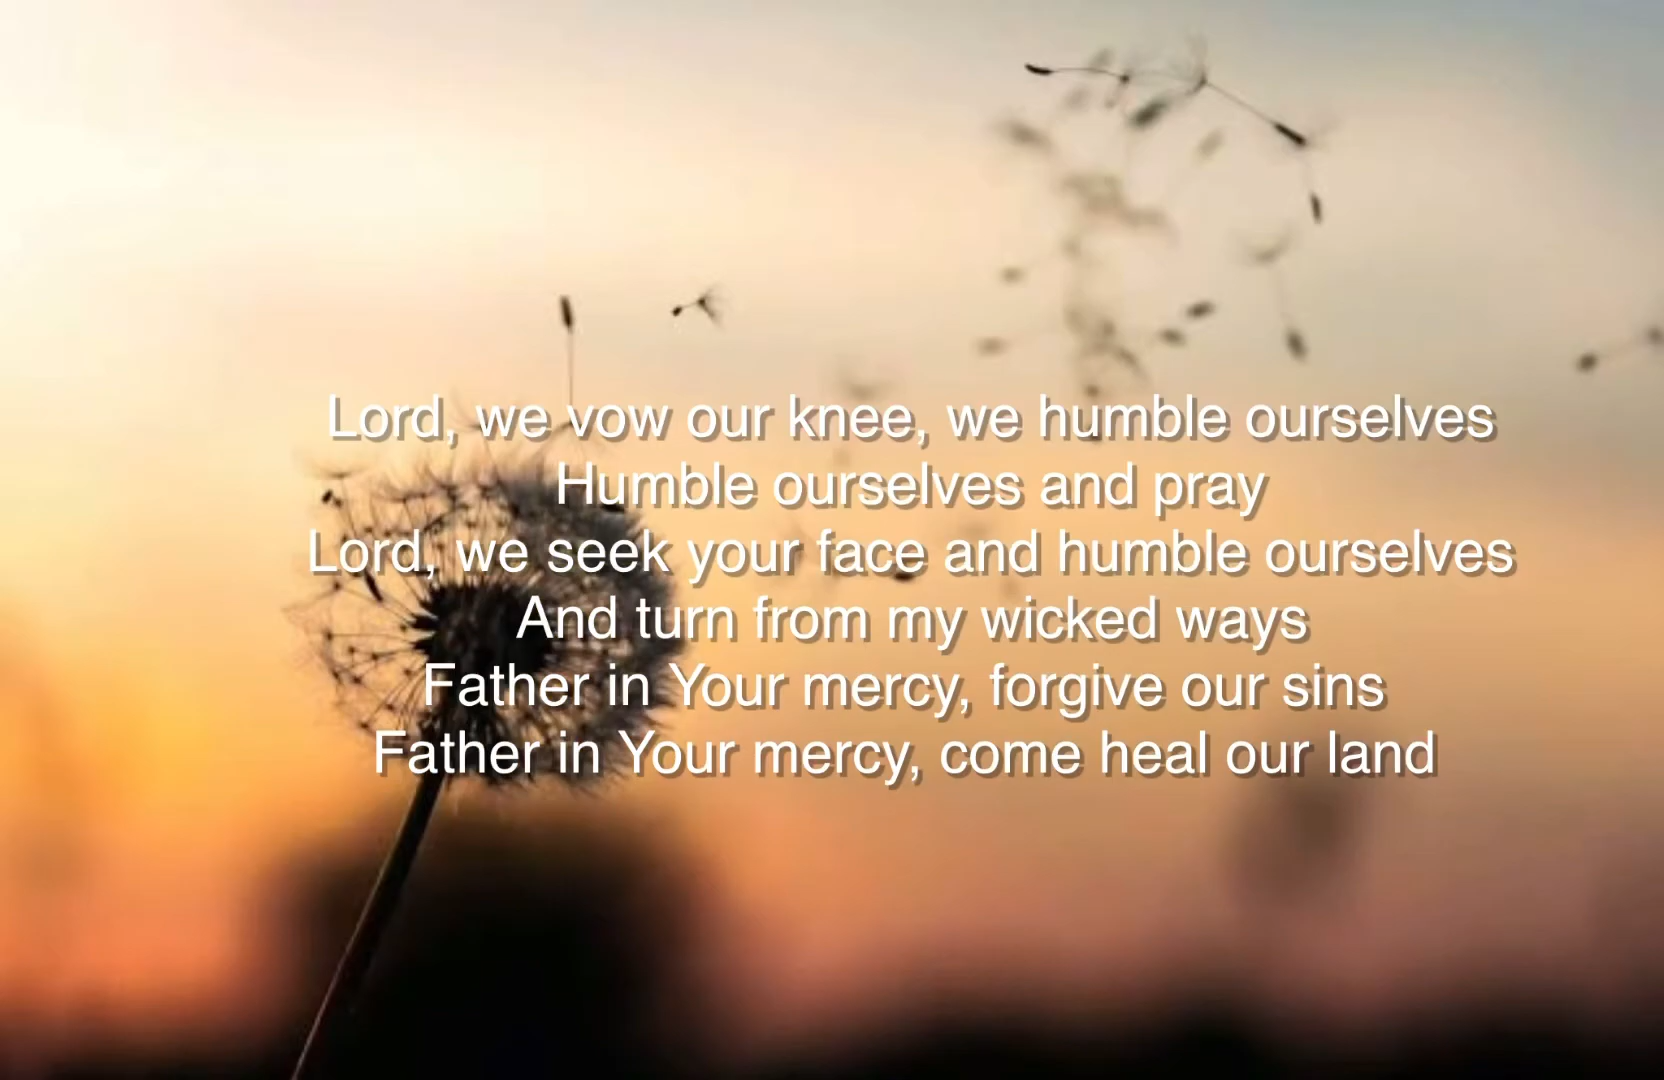 Lord, we vow our knee, we humble ourselves
Humble ourselves and pray
Lord, we seek your face and humble ourselves
And turn from my wicked ways
Father in Your mercy, forgive our sins
Father in Your mercy, come heal our land